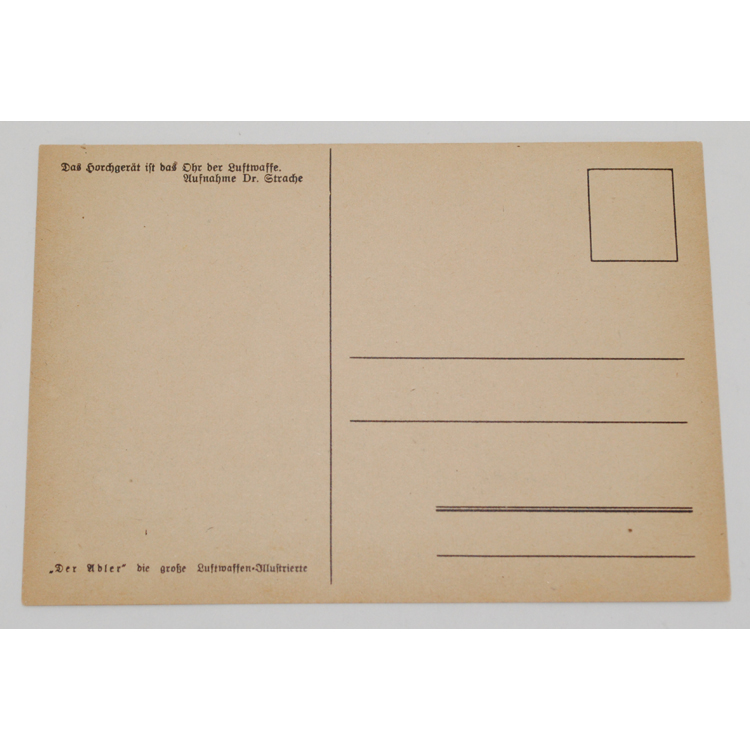 Das Horchgerät ist das Ohr der Luftwaffe.
Aufnahme Dr. Strache
„Der Adler“ die große Luftwaffen-Illustrierte